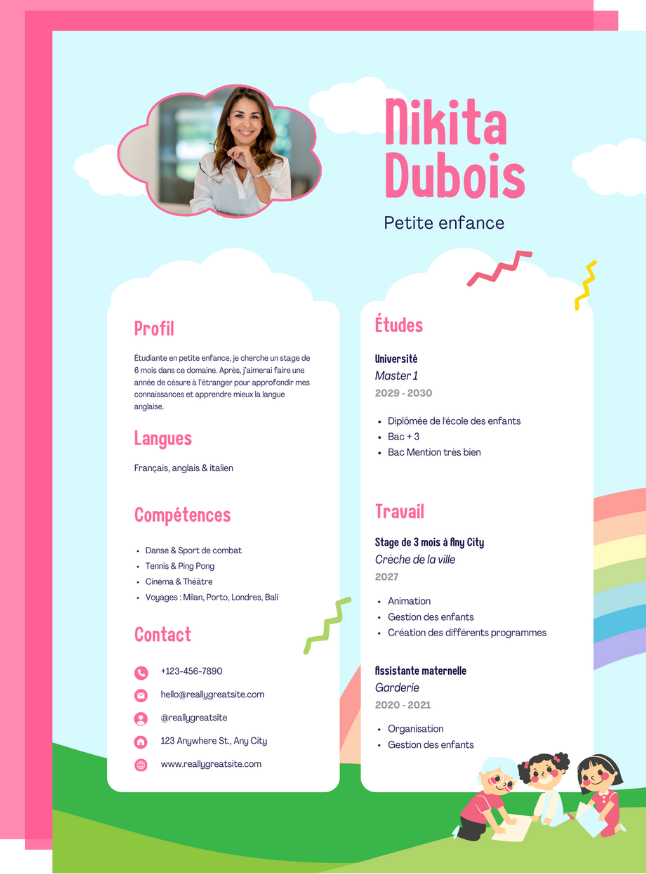 Nikita
Dubois
Petite enfance
Profil
Étudiante en petite enfance, je cherche un stage de
6 mois dans ce domaine. Après, j'aimerai faire une
année de césure à l'étranger pour approfondir mes
connaissances et apprendre mieux la langue
anglaise.
Langues
Français, anglais & italien
Compétences
• Danse & Sport de combat
• Tennis & Ping Pong
• Cinéma & Théâtre
• Voyages : Milan, Porto, Londres, Bali
Contact
+123-456-7890
hello@reallygreatsite.com
@reallygreatsite
123 Anywhere St., Any City
www.reallygreatsite.com
Études
Université
Master 1
2029 - 2030
• Diplômée de l'école des enfants
• Bac + 3
• Bac Mention très bien
Travail
Stage de 3 mois à Any City
Crèche de la ville
2027
• Animation
• Gestion des enfants
• Création des différents programmes
Assistante maternelle
Garderie
2020 - 2021
• Organisation
• Gestion des enfants